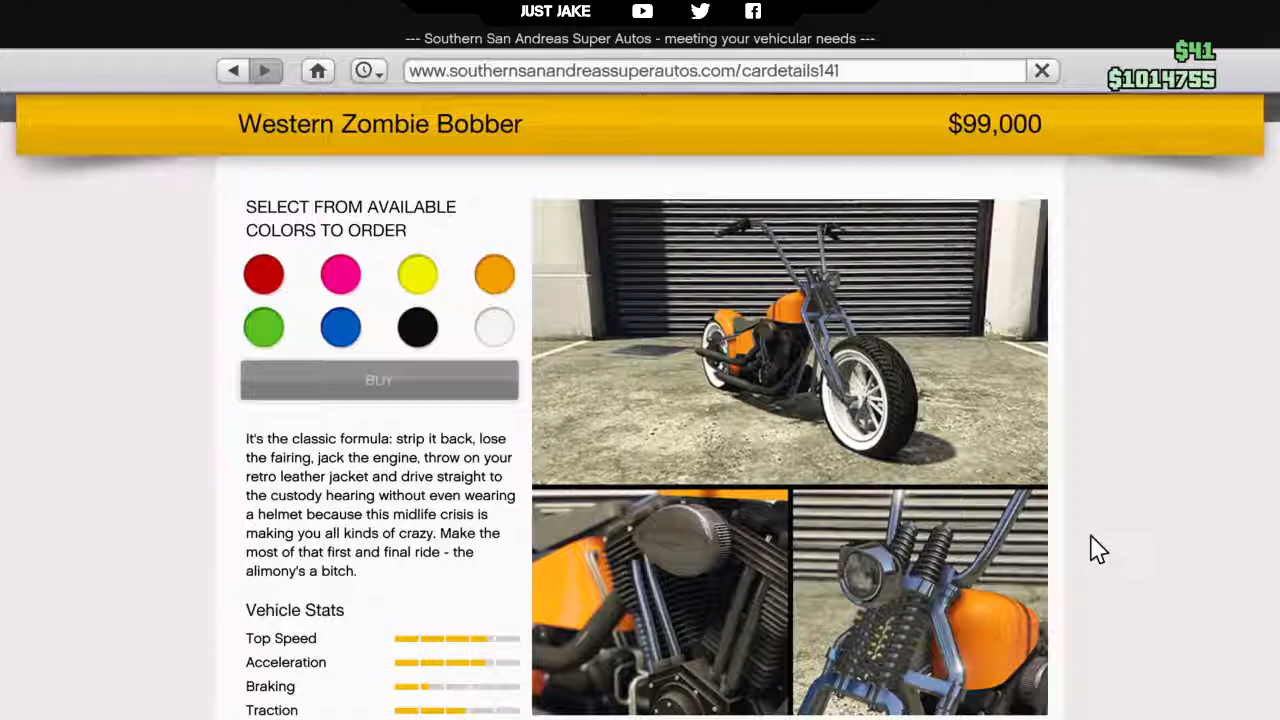 JUST JAKE
--- Southern San Andreas Super Autos - meeting your vehicular needs ---
$41
www.southernsanandreassuperautos.com/cardetails141
$1014755
Western Zombie Bobber
$99,000
SELECT FROM AVAILABLE
COLORS TO ORDER
BUY
It's the classic formula: strip it back, lose
the fairing, jack the engine, throw on your
retro leather jacket and drive straight to
the custody hearing without even wearing
a helmet because this midlife crisis is
making you all kinds of crazy. Make the
most of that first and final ride - the
alimony's a bitch.
Vehicle Stats
Top Speed
Acceleration
Braking
Traction